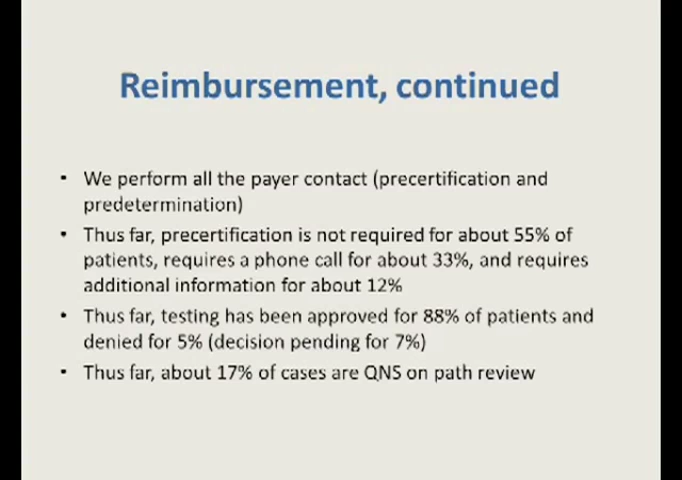 Reimbursement, continued
• We perform all the payer contact (precertification and
predetermination)
• Thus far, precertification is not required for about 55% of
patients, requires a phone call for about 33%, and requires
additional information for about 12%
• Thus far, testing has been approved for 88% of patients and
denied for 5% (decision pending for 7%)
• Thus far, about 17% of cases are QNS on path review